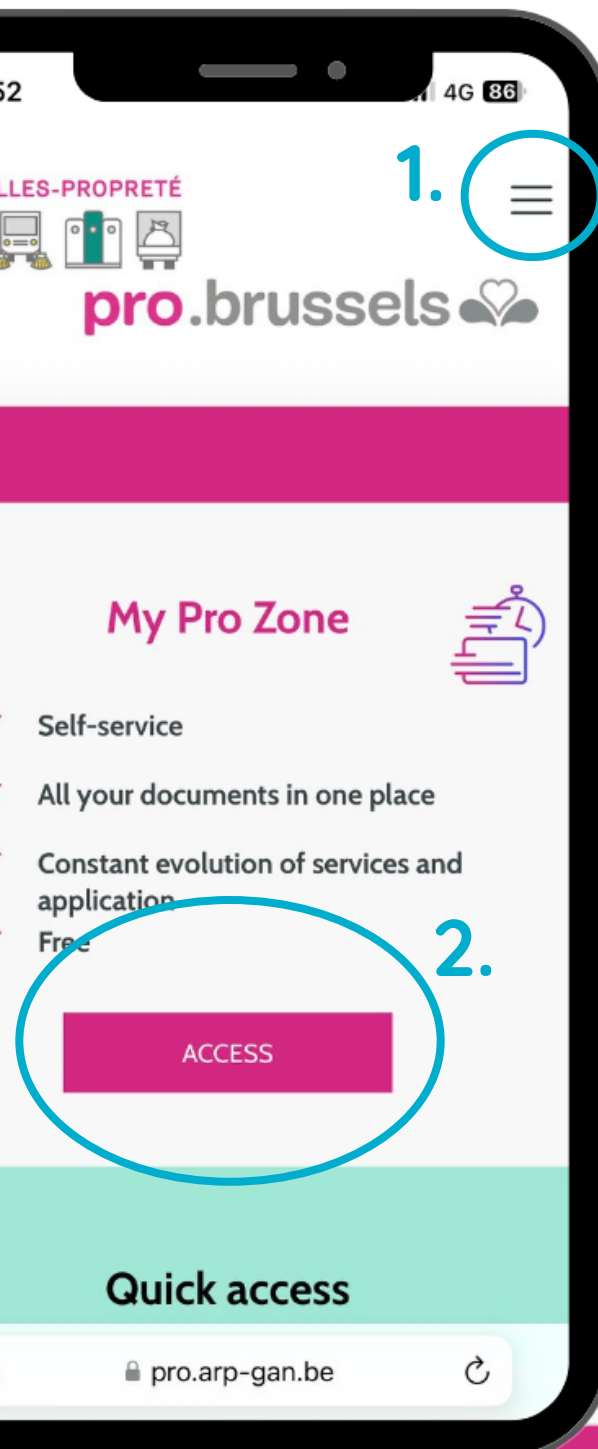 52
4G 86
1.
LLES-PROPRETÉ
pro.brussels
My Pro Zone
Self-service
All your documents in one place
Constant evolution of services and
application
Free
2.
ACCESS
Quick access
pro.arp-gan.be